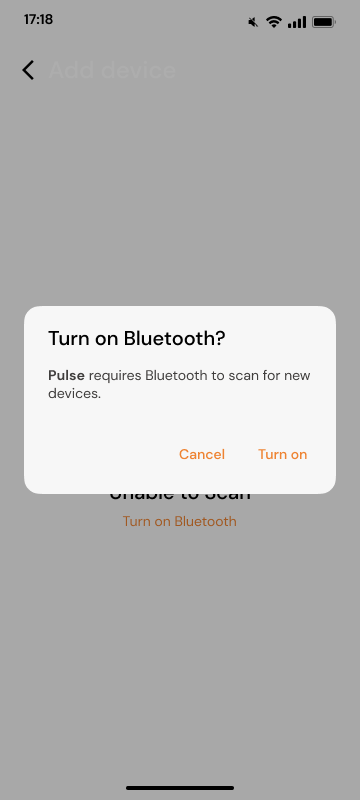 17:18
Add device
Turn on Bluetooth?
Pulse requires Bluetooth to scan for new
devices.
Cancel Turn on
Unable to Scan
Turn on Bluetooth